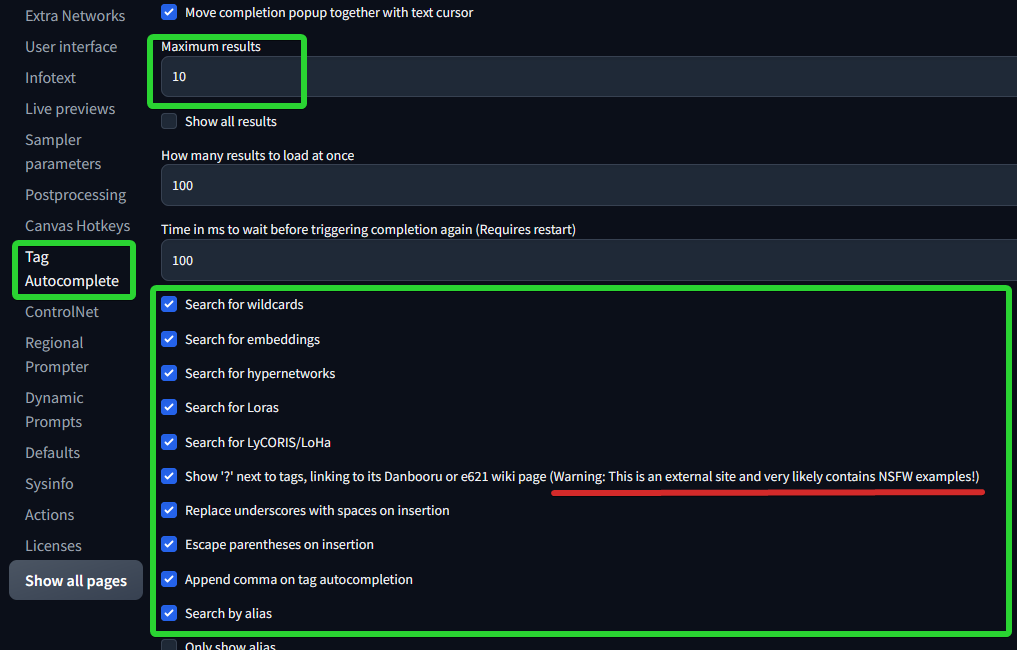 Extra Networks
User interface
Infotext
Live previews
Sampler
parameters
Postprocessing
Canvas Hotkeys
Tag
Autocomplete
ControlNet
Regional
Prompter
Dynamic
Prompts
Defaults
Sysinfo
Actions
Licenses
Show all pages
Move completion popup together with text cursor
Maximum results
10
Show all results
How many results to load at once
100
Time in ms to wait before triggering completion again (Requires restart)
100
Search for wildcards
Search for embeddings
Search for hypernetworks
Search for Loras
Search for LyCORIS/LoHa
Show '?' next to tags, linking to its Danbooru or e621 wiki page (Warning: This is an external site and very likely contains NSFW examples!)
Replace underscores with spaces on insertion
Escape parentheses on insertion
Append comma on tag autocompletion
Search by alias
Only show alias